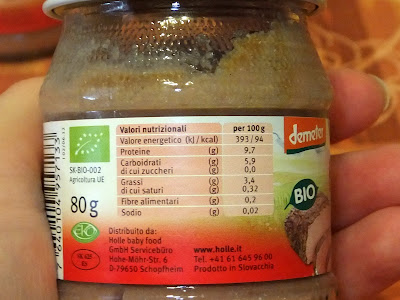 Valori nutrizionali per 100g
Valore energetico (kJ / kcal) 393 / 94
Proteine (g) 9,7
Carboidrati (g) 5,9
di cui zuccheri (g) 0,0
Grassi (g) 3,4
di cui saturi (g) 0,32
Fibre alimentari (g) 0,2
Sodio (g) 0,02
demeter
BIO
SK-BIO-002
Agricoltura UE
80g
7640104957133
Distribuito da:
Holle baby food
GmbH Servicebüro
Hohe-Möhr-Str. 6
D-79650 Schopfheim
www.holle.it
Tel. +41 61 645 96 00
Prodotto in Slovacchia